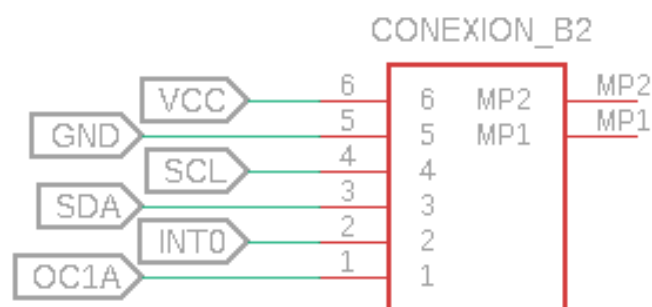 CONEXION_B2
VCC 6 6 MP2 MP2
GND 5 5 MP1 MP1
SCL 4 4
SDA 3 3
INT0 2 2
OC1A 1 1